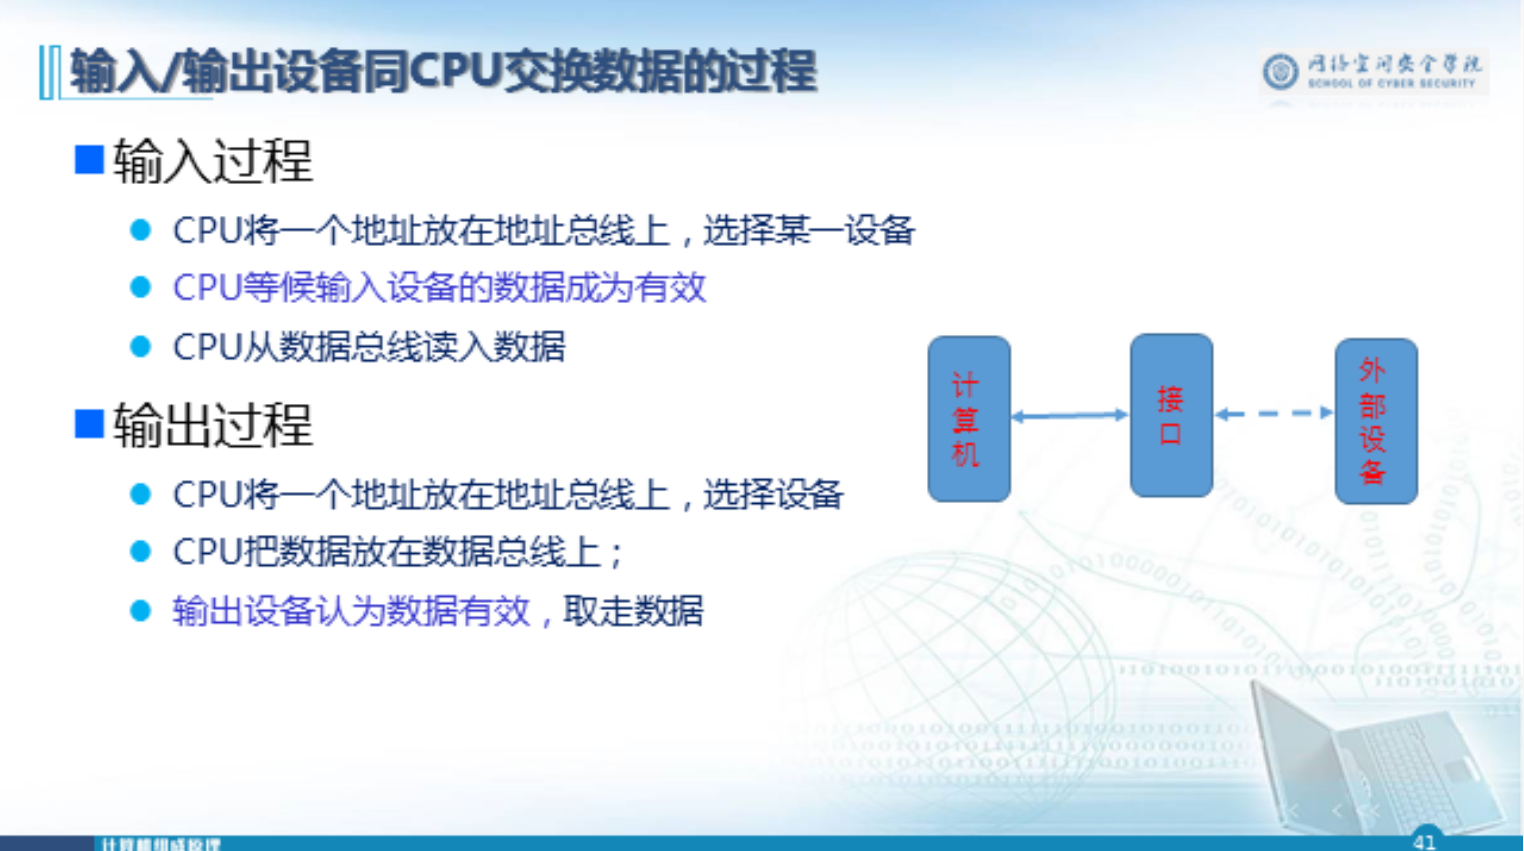 输入/输出设备同CPU交换数据的过程
网络空间安全学院
SCHOOL OF CYBER SECURITY
输入过程
CPU将一个地址放在地址总线上，选择某一设备
CPU等候输入设备的数据成为有效
CPU从数据总线读入数据
输出过程
CPU将一个地址放在地址总线上，选择设备
CPU把数据放在数据总线上；
输出设备认为数据有效，取走数据
计算机
接口
外部设备
计算机组成原理
41